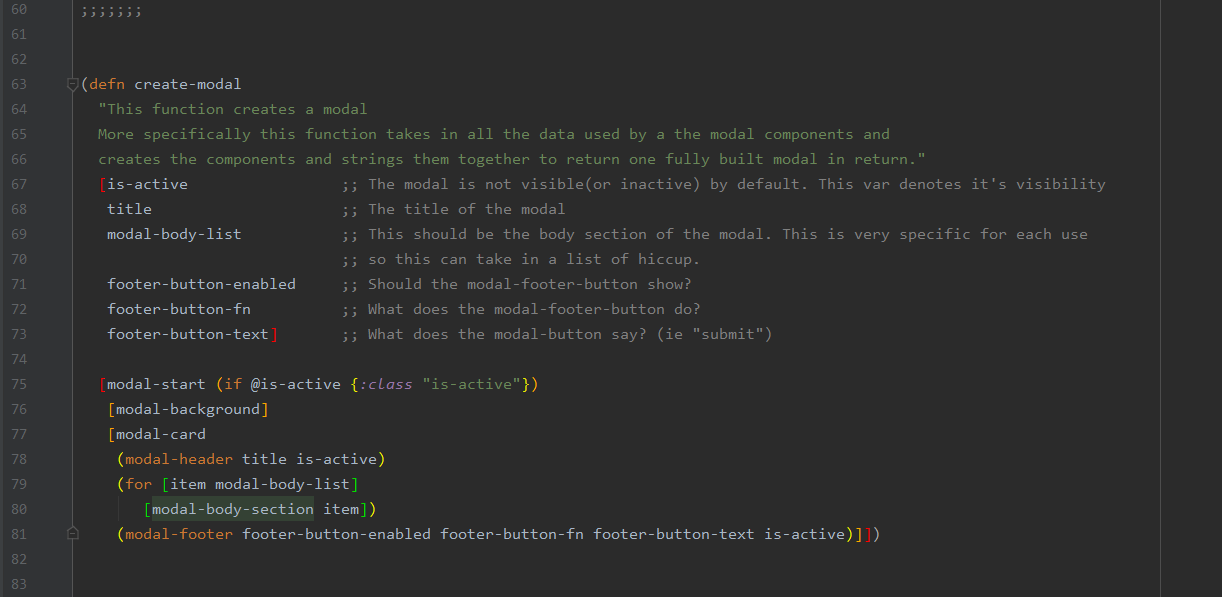 60 ;;;;;;;
61
62
63 (defn create-modal
64 "This function creates a modal
65 More specifically this function takes in all the data used by a the modal components and
66 creates the components and strings them together to return one fully built modal in return."
67 [is-active ;; The modal is not visible(or inactive) by default. This var denotes it's visibility
68 title ;; The title of the modal
69 modal-body-list ;; This should be the body section of the modal. This is very specific for each use
70 ;; so this can take in a list of hiccup.
71 footer-button-enabled ;; Should the modal-footer-button show?
72 footer-button-fn ;; What does the modal-footer-button do?
73 footer-button-text] ;; What does the modal-button say? (ie "submit")
74
75 [modal-start (if @is-active {:class "is-active"})
76 [modal-background]
77 [modal-card
78 (modal-header title is-active)
79 (for [item modal-body-list]
80 [modal-body-section item])
81 (modal-footer footer-button-enabled footer-button-fn footer-button-text is-active)]])
82
83